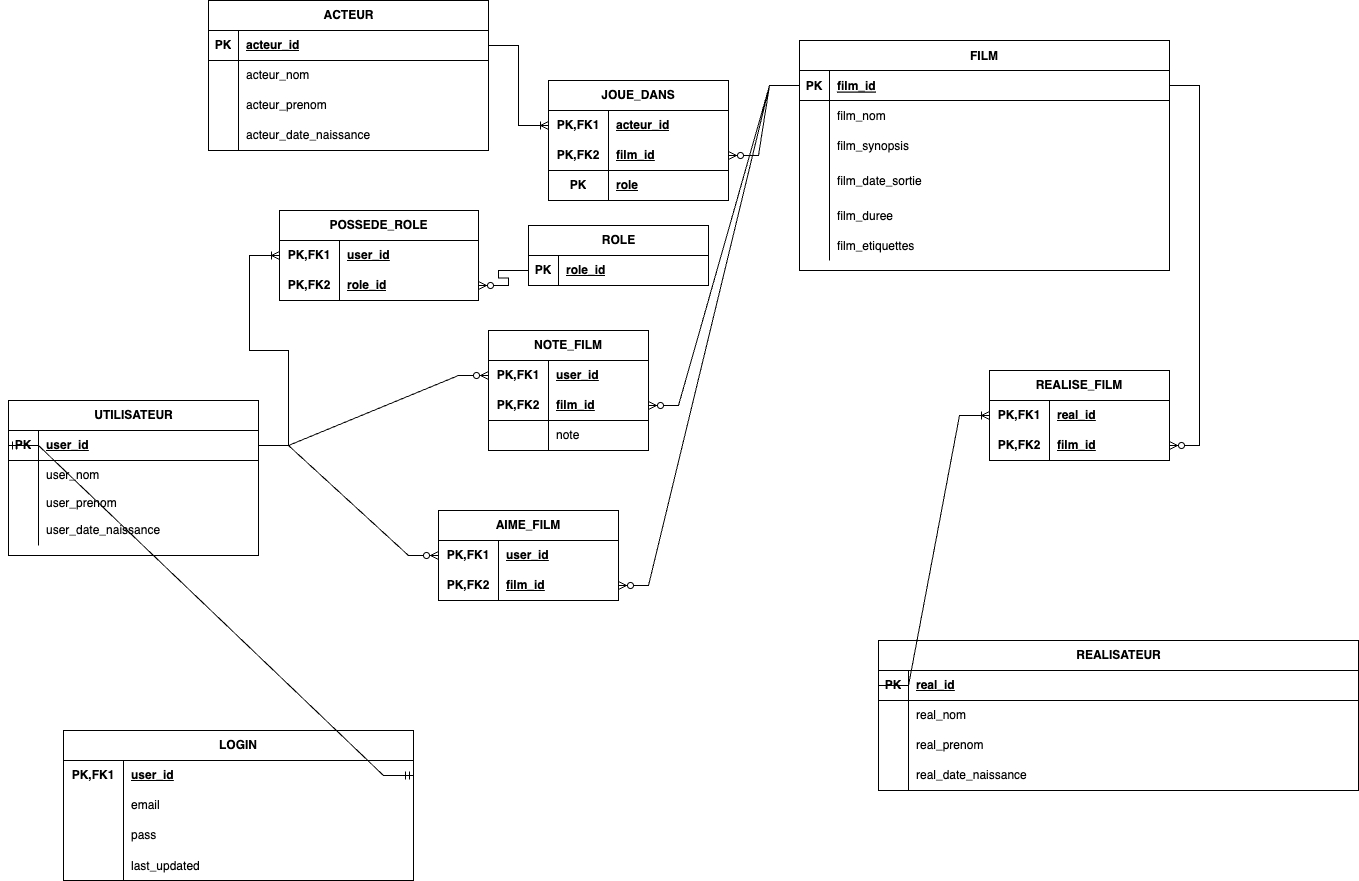 ACTEUR
PK acteur_id
acteur_nom
acteur_prenom
acteur_date_naissance
FILM
PK film_id
film_nom
film_synopsis
film_date_sortie
film_duree
film_etiquettes
JOUE_DANS
PK,FK1 acteur_id
PK,FK2 film_id
PK role
POSSEDE_ROLE
PK,FK1 user_id
PK,FK2 role_id
ROLE
PK role_id
NOTE_FILM
PK,FK1 user_id
PK,FK2 film_id
note
REALISE_FILM
PK,FK1 real_id
PK,FK2 film_id
UTILISATEUR
PK user_id
user_nom
user_prenom
user_date_naissance
AIME_FILM
PK,FK1 user_id
PK,FK2 film_id
REALISATEUR
PK real_id
real_nom
real_prenom
real_date_naissance
LOGIN
PK,FK1 user_id
email
pass
last_updated